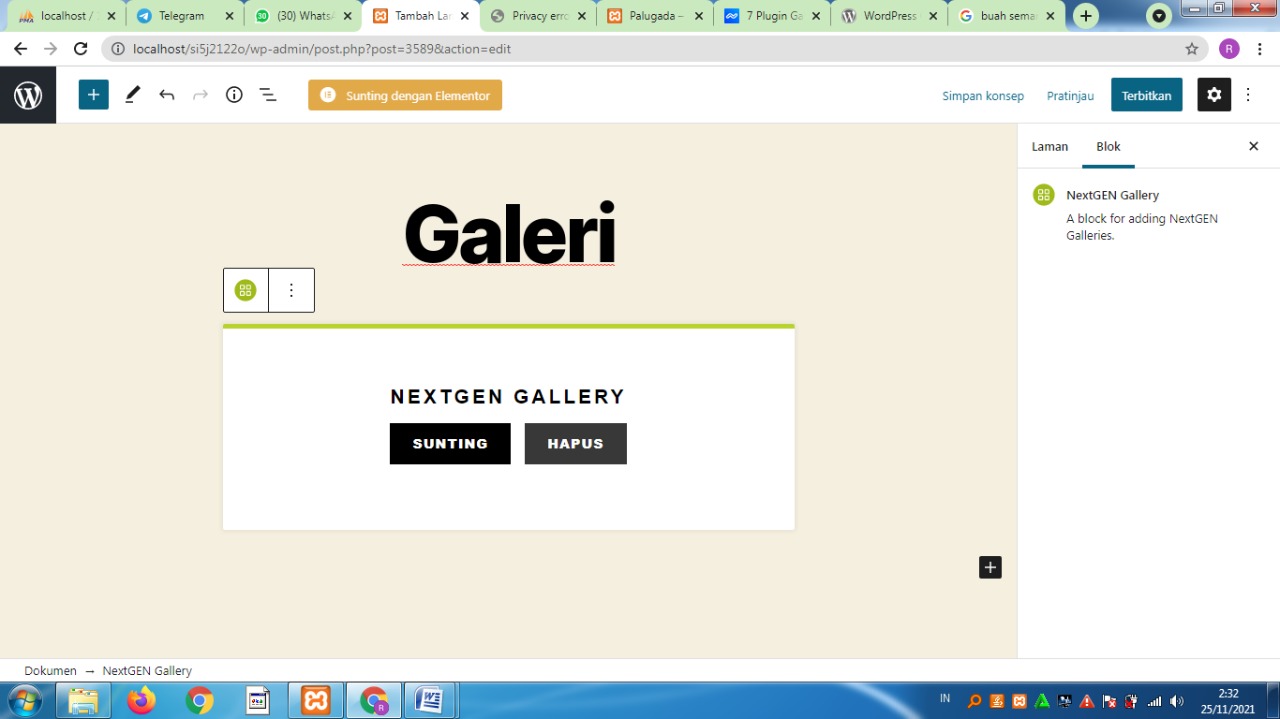 localhost /
Telegram
(30) WhatsA
Tambah Lar
Privacy erro
Palugada –
7 Plugin Ga
WordPress
buah sema
localhost/si5j2122o/wp-admin/post.php?post=3589&action=edit
R
Sunting dengan Elementor
Simpan konsep
Pratinjau
Terbitkan
Laman
Blok
NextGEN Gallery
A block for adding NextGEN
Galleries.
Galeri
NEXTGEN GALLERY
SUNTING
HAPUS
Dokumen → NextGEN Gallery
IN
2:32
25/11/2021